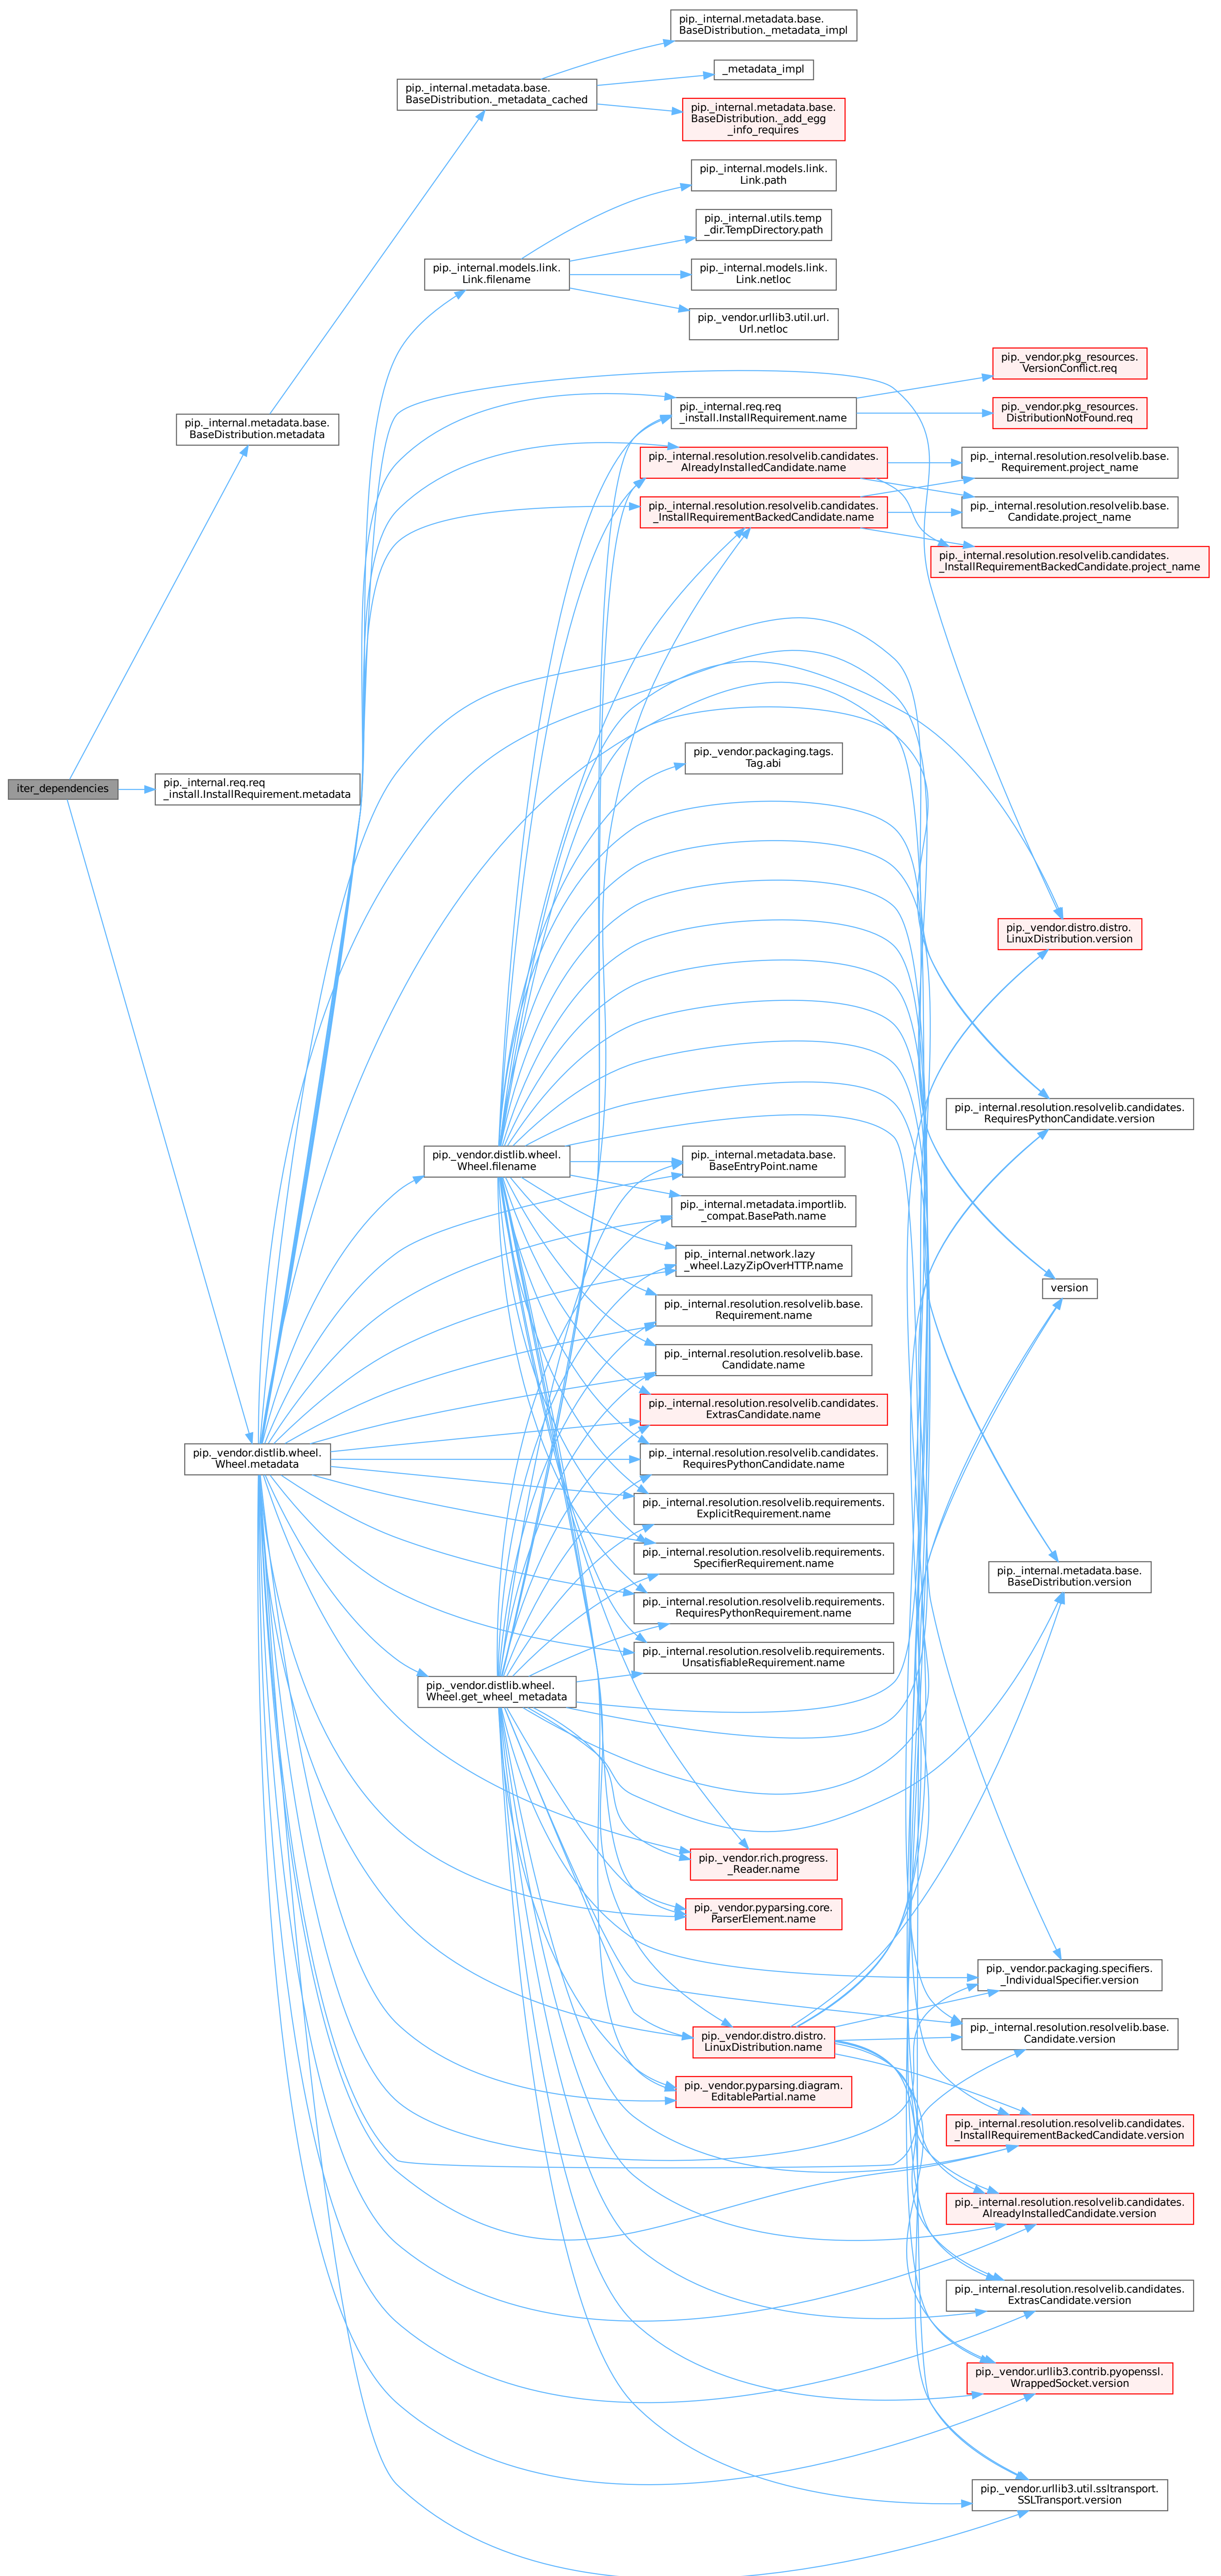 pip._internal.metadata.base.
BaseDistribution._metadata_impl
_metadata_impl
pip._internal.metadata.base.
BaseDistribution._metadata_cached
pip._internal.metadata.base.
BaseDistribution._add_egg
_info_requires
pip._internal.models.link.
Link.path
pip._internal.utils.temp
_dir.TempDirectory.path
pip._internal.models.link.
Link.filename
pip._internal.models.link.
Link.netloc
pip._vendor.urllib3.util.url.
Url.netloc
pip._vendor.pkg_resources.
VersionConflict.req
pip._internal.metadata.base.
BaseDistribution.metadata
pip._internal.req.req
_install.InstallRequirement.name
pip._vendor.pkg_resources.
DistributionNotFound.req
pip._internal.resolution.resolvelib.candidates.
AlreadyInstalledCandidate.name
pip._internal.resolution.resolvelib.base.
Requirement.project_name
pip._internal.resolution.resolvelib.candidates.
_InstallRequirementBackedCandidate.name
pip._internal.resolution.resolvelib.base.
Candidate.project_name
pip._internal.resolution.resolvelib.candidates.
_InstallRequirementBackedCandidate.project_name
pip._vendor.packaging.tags.
Tag.abi
iter_dependencies
pip._internal.req.req
_install.InstallRequirement.metadata
pip._vendor.distro.distro.
LinuxDistribution.version
pip._internal.resolution.resolvelib.candidates.
RequiresPythonCandidate.version
pip._vendor.distlib.wheel.
Wheel.filename
pip._internal.metadata.base.
BaseEntryPoint.name
pip._internal.metadata.importlib.
_compat.BasePath.name
pip._internal.network.lazy
_wheel.LazyZipOverHTTP.name
version
pip._internal.resolution.resolvelib.base.
Requirement.name
pip._internal.resolution.resolvelib.base.
Candidate.name
pip._internal.resolution.resolvelib.candidates.
ExtrasCandidate.name
pip._vendor.distlib.wheel.
Wheel.metadata
pip._internal.resolution.resolvelib.candidates.
RequiresPythonCandidate.name
pip._internal.resolution.resolvelib.requirements.
ExplicitRequirement.name
pip._internal.resolution.resolvelib.requirements.
SpecifierRequirement.name
pip._internal.metadata.base.
BaseDistribution.version
pip._internal.resolution.resolvelib.requirements.
RequiresPythonRequirement.name
pip._internal.resolution.resolvelib.requirements.
UnsatisfiableRequirement.name
pip._vendor.distlib.wheel.
Wheel.get_wheel_metadata
pip._vendor.rich.progress.
_Reader.name
pip._vendor.pyparsing.core.
ParserElement.name
pip._vendor.packaging.specifiers.
_IndividualSpecifier.version
pip._vendor.distro.distro.
LinuxDistribution.name
pip._internal.resolution.resolvelib.base.
Candidate.version
pip._vendor.pyparsing.diagram.
EditablePartial.name
pip._internal.resolution.resolvelib.candidates.
_InstallRequirementBackedCandidate.version
pip._internal.resolution.resolvelib.candidates.
AlreadyInstalledCandidate.version
pip._internal.resolution.resolvelib.candidates.
ExtrasCandidate.version
pip._vendor.urllib3.contrib.pyopenssl.
WrappedSocket.version
pip._vendor.urllib3.util.ssltransport.
SSLTransport.version